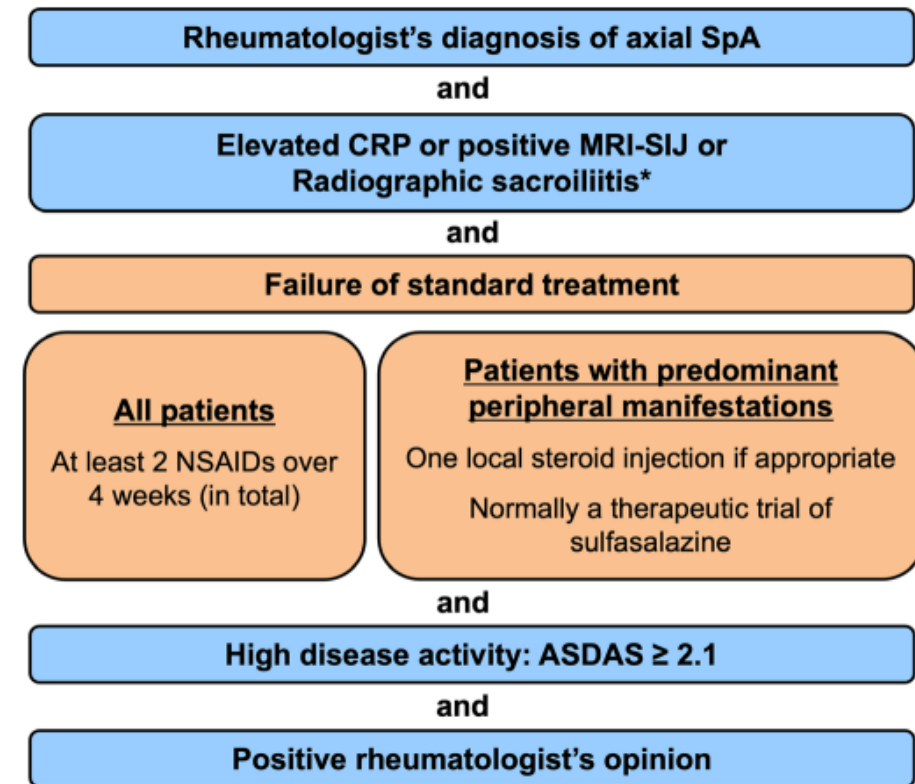 Rheumatologist's diagnosis of axial SpA
and
Elevated CRP or positive MRI-SIJ or
Radiographic sacroiliitis*
and
Failure of standard treatment
All patients
At least 2 NSAIDs over
4 weeks (in total)
Patients with predominant
peripheral manifestations
One local steroid injection if appropriate
Normally a therapeutic trial of
sulfasalazine
and
High disease activity: ASDAS ≥ 2.1
and
Positive rheumatologist's opinion